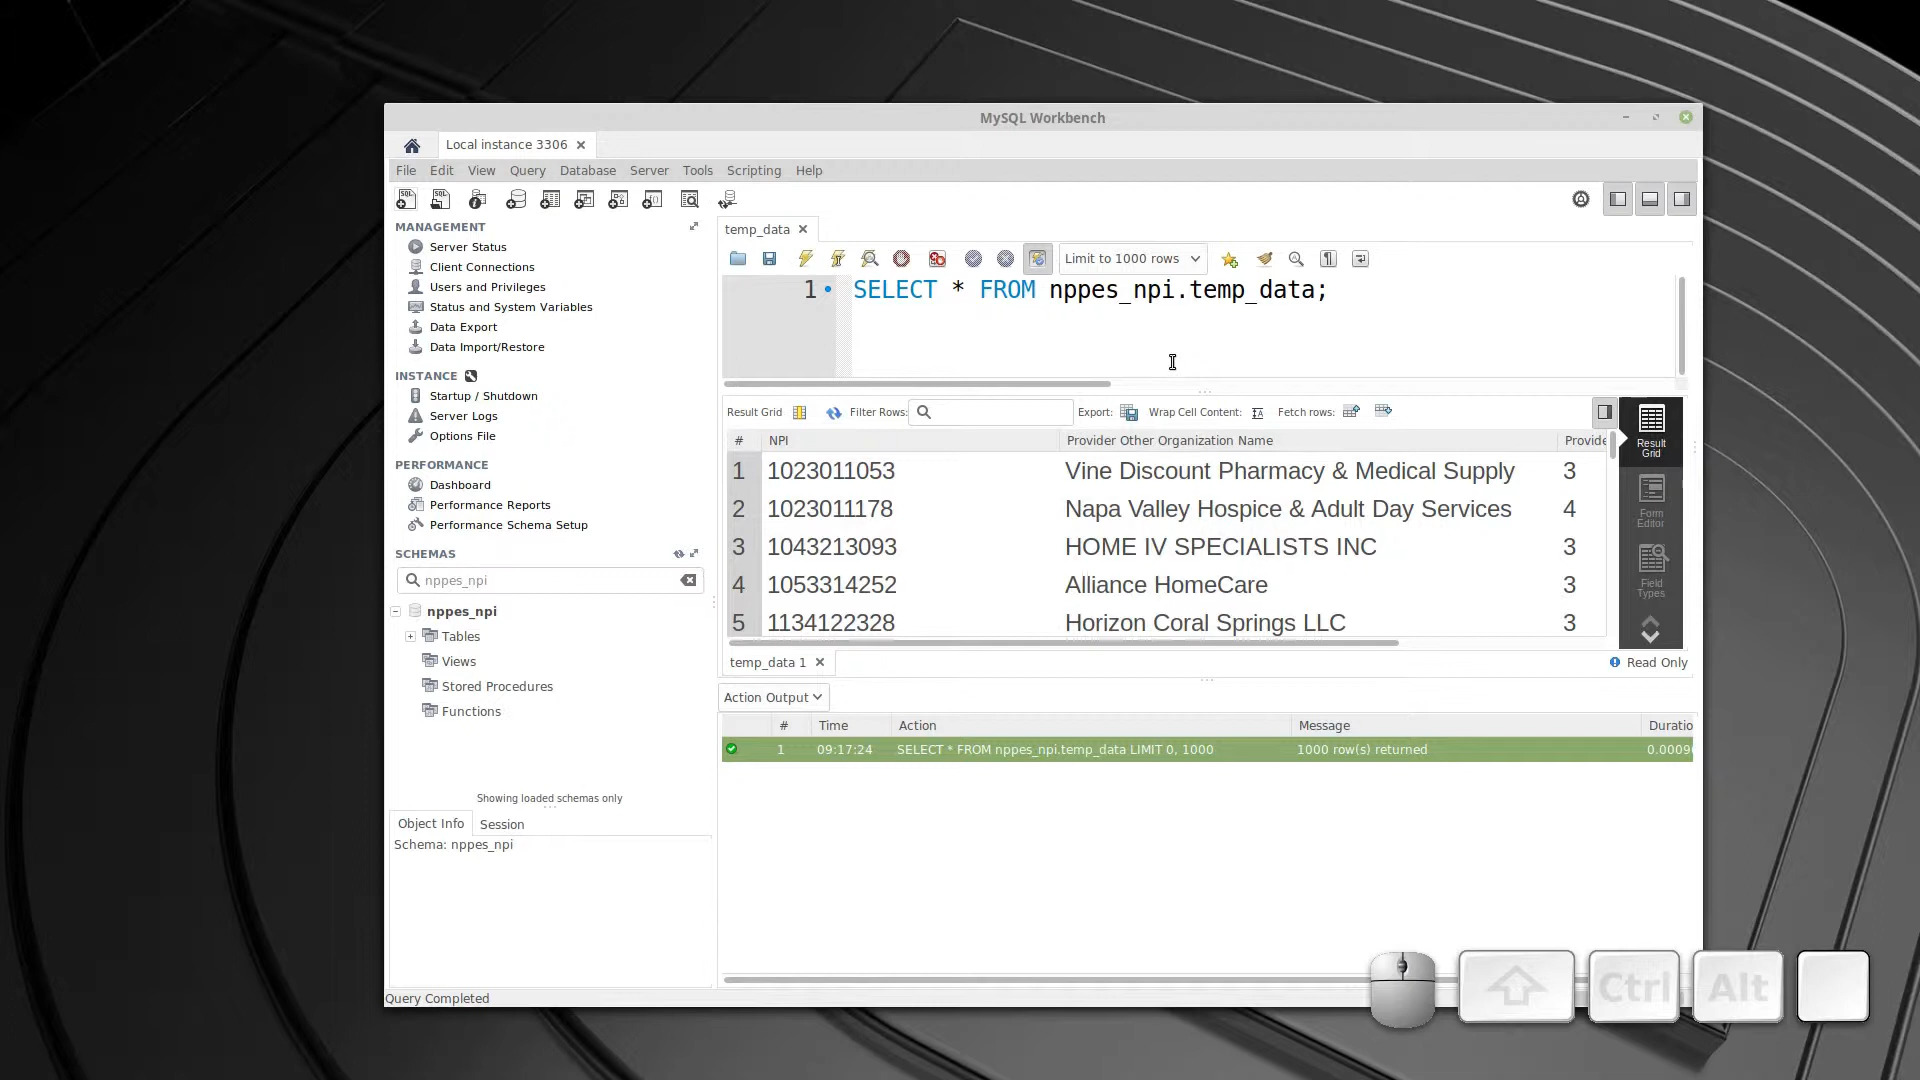 MySQL Workbench
Local instance 3306
File Edit View Query Database Server Tools Scripting Help
MANAGEMENT
Server Status
Client Connections
Users and Privileges
Status and System Variables
Data Export
Data Import/Restore
INSTANCE
Startup / Shutdown
Server Logs
Options File
PERFORMANCE
Dashboard
Performance Reports
Performance Schema Setup
SCHEMAS
nppes_npi
nppes_npi
Tables
Views
Stored Procedures
Functions
Showing loaded schemas only
Object Info Session
Schema: nppes_npi
temp_data
Limit to 1000 rows
1 SELECT * FROM nppes_npi.temp_data;
Result Grid Filter Rows: Export: Wrap Cell Content: Fetch rows:
# NPI Provider Other Organization Name Provide
1 1023011053 Vine Discount Pharmacy & Medical Supply 3
2 1023011178 Napa Valley Hospice & Adult Day Services 4
3 1043213093 HOME IV SPECIALISTS INC 3
4 1053314252 Alliance HomeCare 3
5 1134122328 Horizon Coral Springs LLC 3
Result
Grid
Form
Editor
Field
Types
temp_data 1 Read Only
Action Output
# Time Action Message Duratio
1 09:17:24 SELECT * FROM nppes_npi.temp_data LIMIT 0, 1000 1000 row(s) returned 0.0009
Query Completed
Ctrl Alt